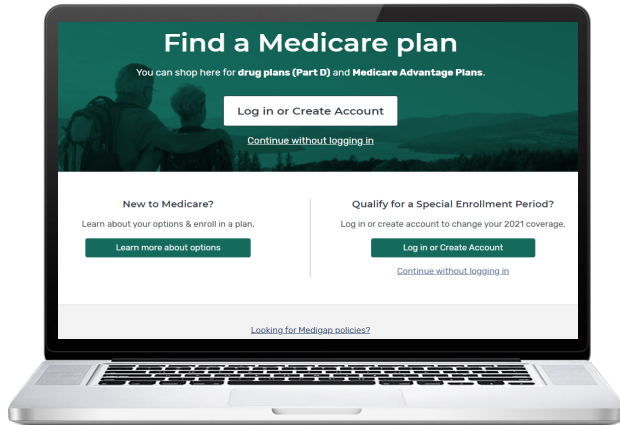 Find a Medicare plan
You can shop here for drug plans (Part D) and Medicare Advantage Plans.
Log in or Create Account
Continue without logging in
New to Medicare?
Learn about your options & enroll in a plan.
Learn more about options
Qualify for a Special Enrollment Period?
Log in or create account to change your 2021 coverage.
Log in or Create Account
Continue without logging in
Looking for Medigap policies?